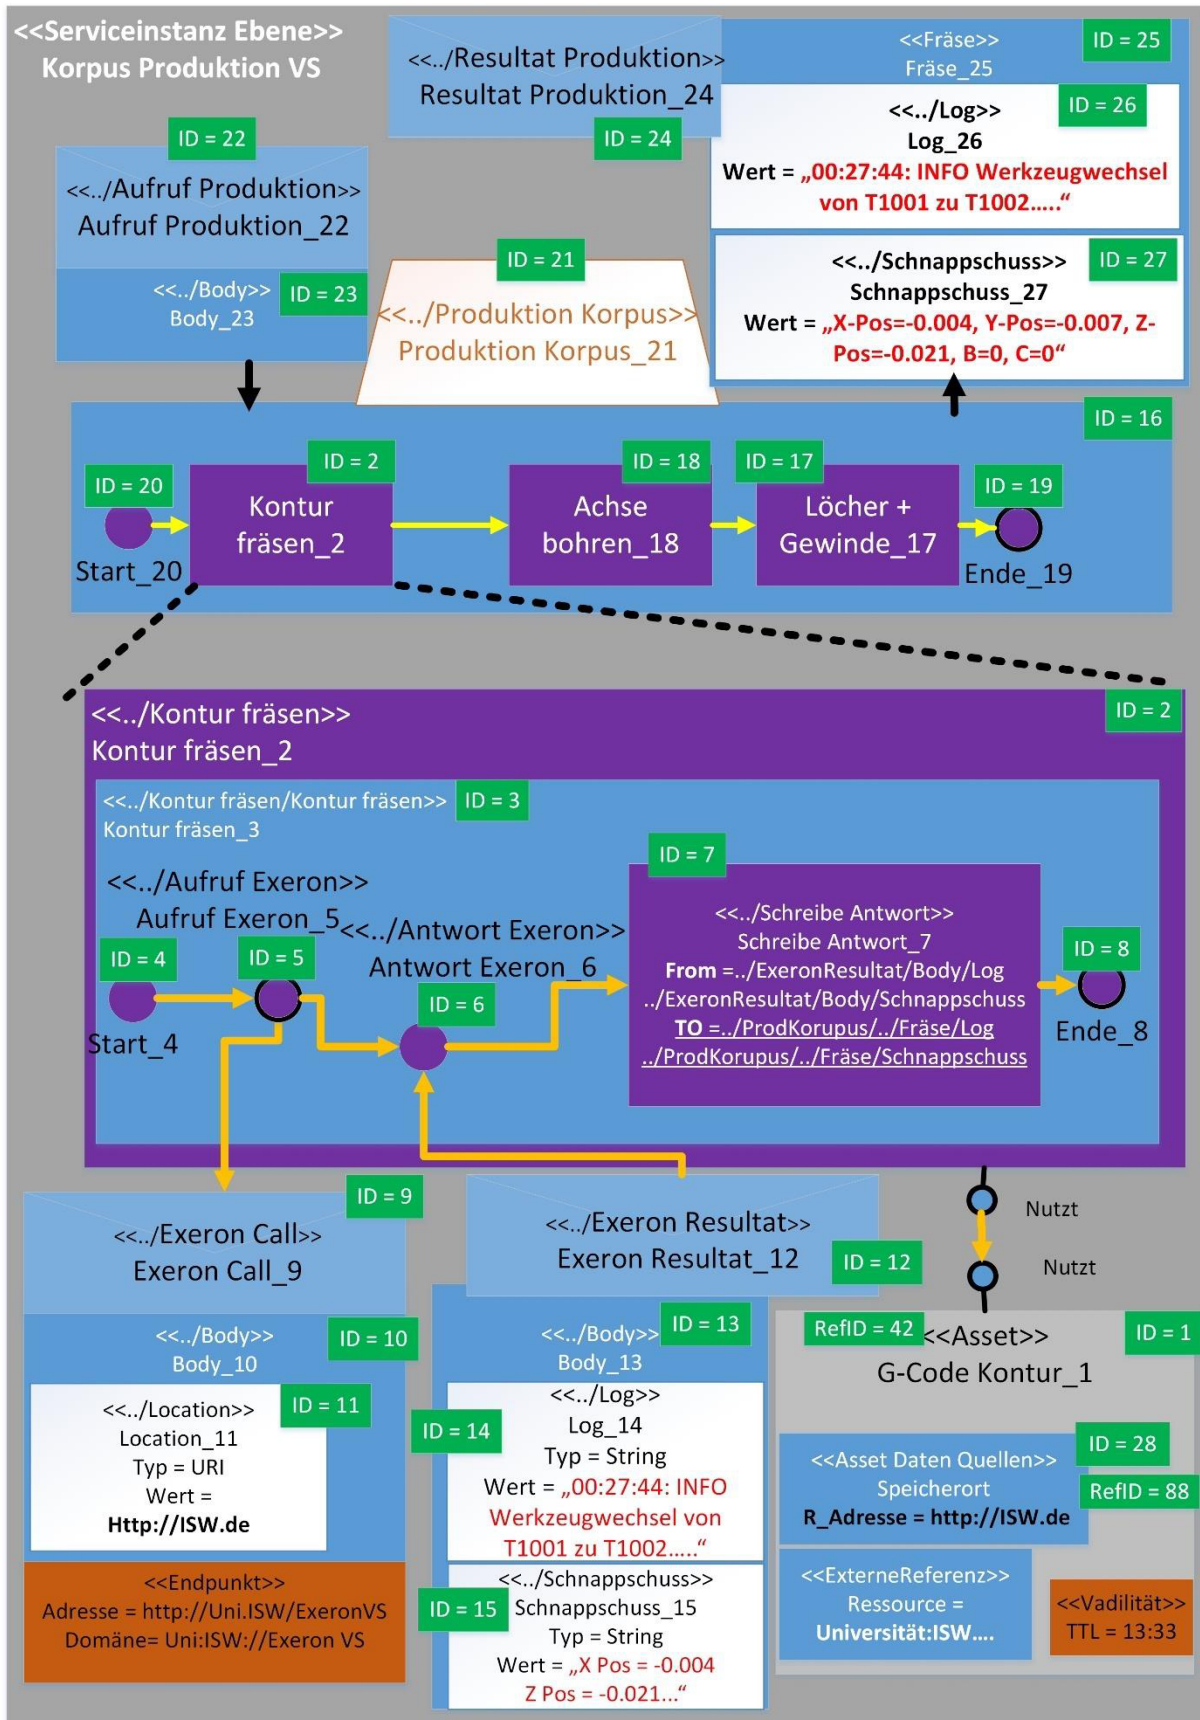 <<Serviceinstanz Ebene>>
Korpus Produktion VS
<<../Resultat Produktion>>
Resultat Produktion_24
ID = 24
<<Fräse>>
Fräse_25
ID = 25
<<../Log>>
Log_26
ID = 26
Wert = „00:27:44: INFO Werkzeugwechsel
von T1001 zu T1002.....“
<<../Schnappschuss>>
Schnappschuss_27
ID = 27
Wert = „X-Pos=-0.004, Y-Pos=-0.007, Z-
Pos=-0.021, B=0, C=0“
ID = 22
<<../Aufruf Produktion>>
Aufruf Produktion_22
<<../Body>>
Body_23
ID = 23
ID = 21
<<../Produktion Korpus>>
Produktion Korpus_21
ID = 16
ID = 20
Start_20
ID = 2
Kontur
fräsen_2
ID = 18
Achse
bohren_18
ID = 17
Löcher +
Gewinde_17
ID = 19
Ende_19
<<../Kontur fräsen>>
Kontur fräsen_2
ID = 2
<<../Kontur fräsen/Kontur fräsen>>
Kontur fräsen_3
ID = 3
<<../Aufruf Exeron>>
Aufruf Exeron_5
ID = 4
Start_4
ID = 5
<<../Antwort Exeron>>
Antwort Exeron_6
ID = 6
ID = 7
<<../Schreibe Antwort>>
Schreibe Antwort_7
From =../ExeronResultat/Body/Log
../ExeronResultat/Body/Schnappschuss
TO =../ProdKorupus/../Fräse/Log
../ProdKorupus/../Fräse/Schnappschuss
ID = 8
Ende_8
ID = 9
<<../Exeron Call>>
Exeron Call_9
<<../Body>>
Body_10
ID = 10
<<../Location>>
Location_11
ID = 11
Typ = URI
Wert =
Http://ISW.de
<<Endpunkt>>
Adresse = http://Uni.ISW/ExeronVS
Domäne= Uni:ISW://Exeron VS
<<../Exeron Resultat>>
Exeron Resultat_12
ID = 12
<<../Body>>
Body_13
ID = 13
<<../Log>>
Log_14
ID = 14
Typ = String
Wert = „00:27:44: INFO
Werkzeugwechsel von
T1001 zu T1002.....“
<<../Schnappschuss>>
Schnappschuss_15
ID = 15
Typ = String
Wert = „X Pos = -0.004
Z Pos = -0.021...“
Nutzt
Nutzt
RefID = 42
<<Asset>>
G-Code Kontur_1
ID = 1
ID = 28
<<Asset Daten Quellen>>
Speicherort
RefID = 88
R_Adresse = http://ISW.de
<<ExterneReferenz>>
Ressource =
Universität:ISW....
<<Vadilität>>
TTL = 13:33